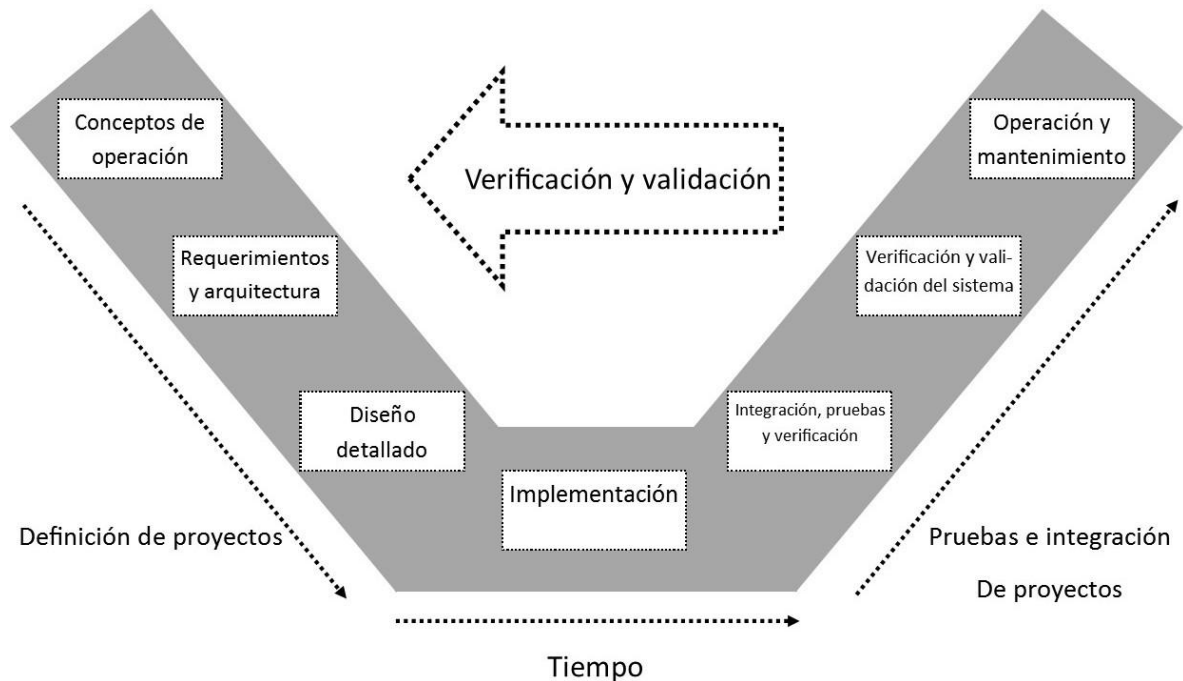 Conceptos de
operación
Requerimientos
y arquitectura
Diseño
detallado
Definición de proyectos
Verificación y validación
Implementación
Tiempo
Operación y
mantenimiento
Verificación y vali-
dación del sistema
Integración, pruebas
y verificación
Pruebas e integración
De proyectos